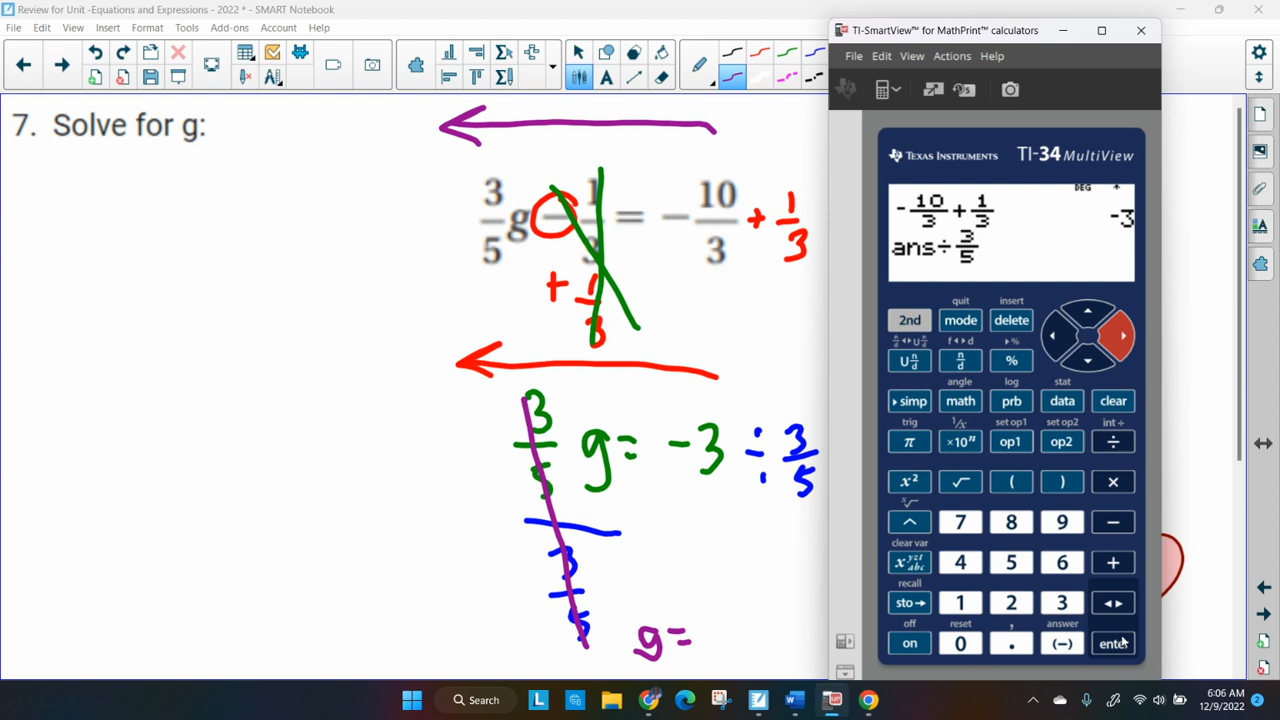 Review for Unit -Equations and Expressions - 2022 * - SMART Notebook
File Edit View Insert Format Tools Add-ons Account Help
7. Solve for g:
3/5 g - 1/3 = - 10/3 + 1/3
+ 1/3
3/5 g = -3 ÷ 3/5
3/5
g=
TI-SmartView™ for MathPrint™ calculators
File Edit View Actions Help
TEXAS INSTRUMENTS TI-34 MultiView
DEG
-10/3 + 1/3
-3
ans÷3/5
quit insert
2nd mode delete
n/d ◄► U n/d f◄►d ►%
U n/d n/d %
angle log stat
►simp math prb data clear
trig 1/x set op1 set op2 int ÷
π ×10ⁿ op1 op2 ÷
x² √ ( ) ×
ˣ√
^ 7 8 9 −
clear var
x yzt abc 4 5 6 +
recall
sto→ 1 2 3 ◄►
off reset , answer
on 0 . (−) enter
Search
L
W
6:06 AM
12/9/2022
2